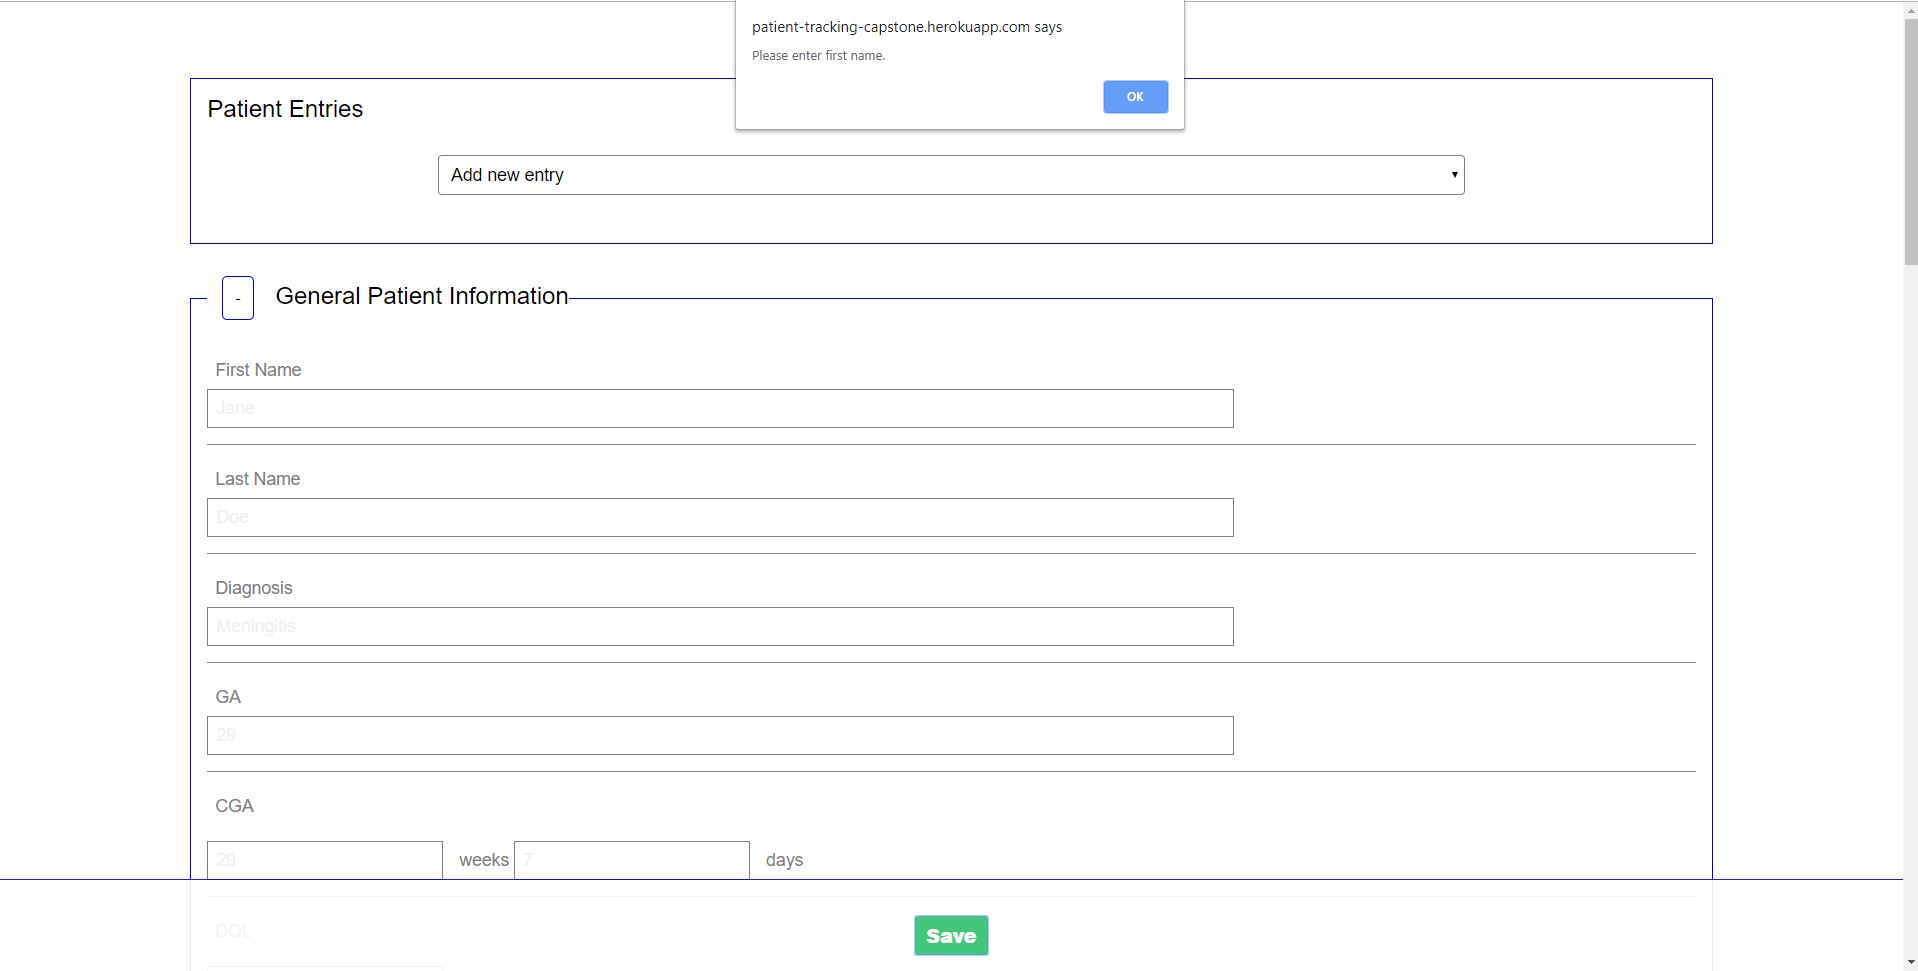 patient-tracking-capstone.herokuapp.com says
Please enter first name.
OK
Patient Entries
Add new entry
- General Patient Information
First Name
Jane
Last Name
Doe
Diagnosis
Meningitis
GA
29
CGA
29 weeks 7 days
DOL
Save